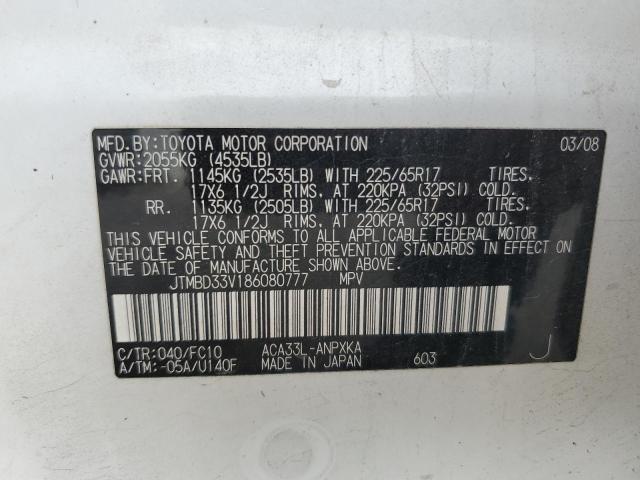 MFD.BY:TOYOTA MOTOR CORPORATION 03/08
GVWR:2055KG (4535LB)
GAWR:FRT. 1145KG (2535LB) WITH 225/65R17 TIRES.
17X6 1/2J RIMS. AT 220KPA (32PSI) COLD.
RR. 1135KG (2505LB) WITH 225/65R17 TIRES.
17X6 1/2J RIMS. AT 220KPA (32PSI) COLD.
THIS VEHICLE CONFORMS TO ALL APPLICABLE FEDERAL MOTOR
VEHICLE SAFETY AND THEFT PREVENTION STANDARDS IN EFFECT ON
THE DATE OF MANUFACTURE SHOWN ABOVE.
JTMBD33V186080777 MPV
C/TR:040/FC10 ACA33L-ANPXKA
A/TM:-05A/U140F MADE IN JAPAN 603 J